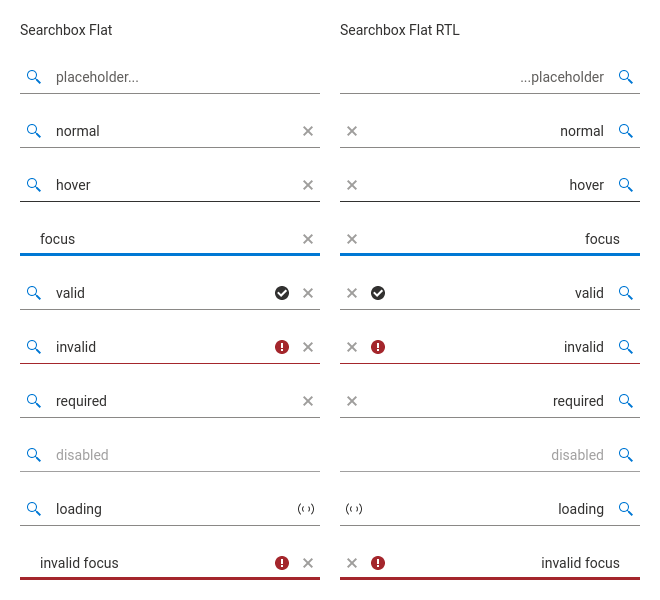 Searchbox Flat
placeholder...
normal
hover
focus
valid
invalid
required
disabled
loading
invalid focus
Searchbox Flat RTL
...placeholder
normal
hover
focus
valid
invalid
required
disabled
loading
invalid focus